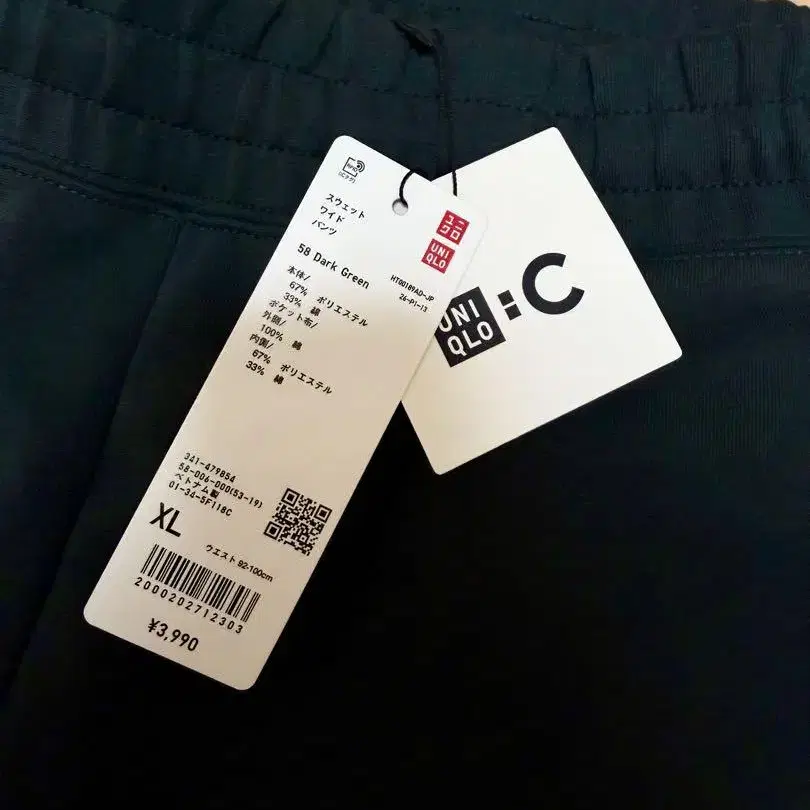 RFID
(ICタグ)
スウェット
ワイド
パンツ
ユニ
クロ
UNI
QLO
58 Dark Green
HT00189AD-JP
26-P1-13
本体/
67% ポリエステル
33% 綿
ポケット布/
外側/
100% 綿
内側/
67% ポリエステル
33% 綿
341-479854
58-006-000(53-19)
ベトナム製
01-34-5F118C
XL
ウエスト 92-100cm
2000202712303
¥3,990
UNI
QLO
:C